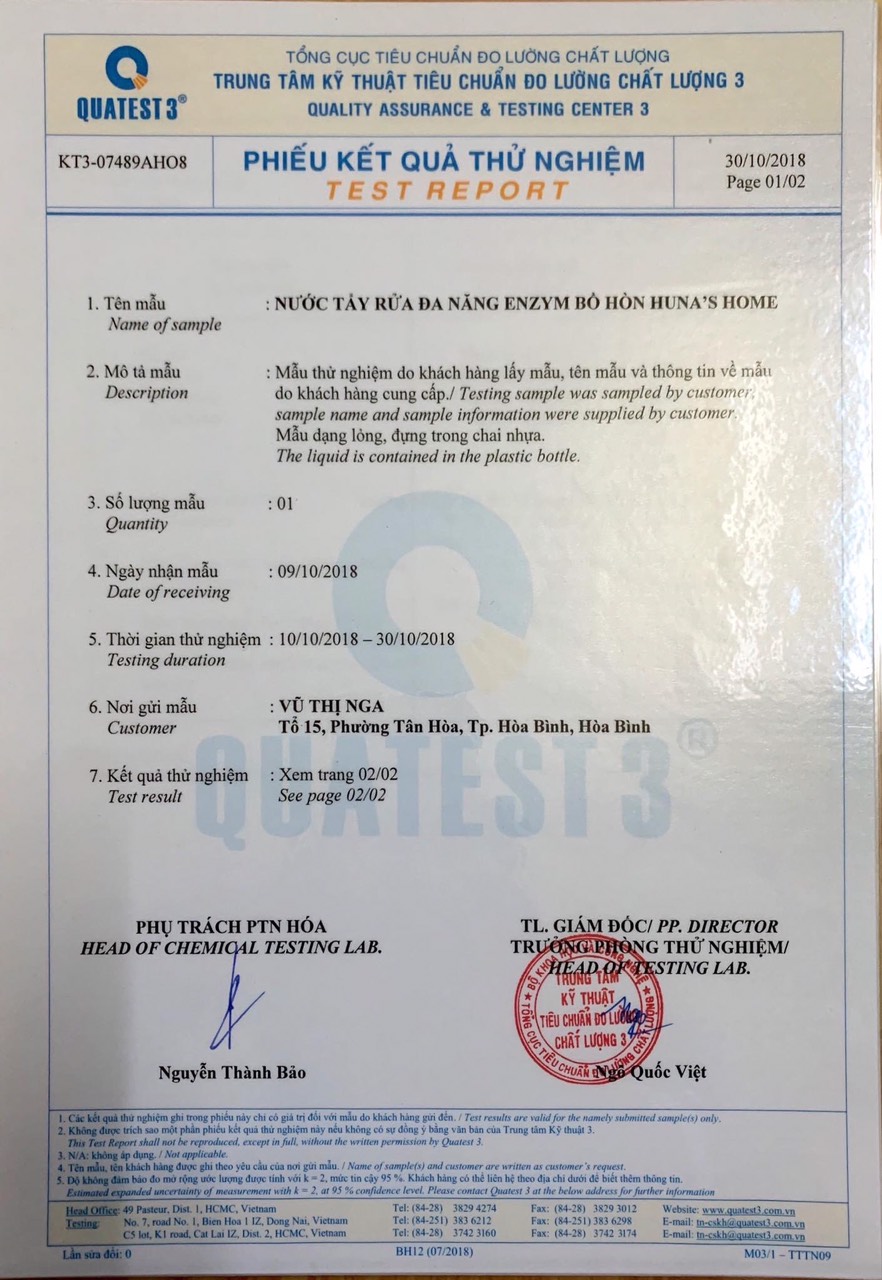 TỔNG CỤC TIÊU CHUẨN ĐO LƯỜNG CHẤT LƯỢNG
TRUNG TÂM KỸ THUẬT TIÊU CHUẨN ĐO LƯỜNG CHẤT LƯỢNG 3
QUALITY ASSURANCE & TESTING CENTER 3
QUATEST 3®
KT3-07489AHO8
PHIẾU KẾT QUẢ THỬ NGHIỆM
TEST REPORT
30/10/2018
Page 01/02
1. Tên mẫu : NƯỚC TẨY RỬA ĐA NĂNG ENZYM BỒ HÒN HUNA'S HOME
Name of sample
2. Mô tả mẫu : Mẫu thử nghiệm do khách hàng lấy mẫu, tên mẫu và thông tin về mẫu
Description do khách hàng cung cấp./ Testing sample was sampled by customer,
sample name and sample information were supplied by customer.
Mẫu dạng lỏng, đựng trong chai nhựa.
The liquid is contained in the plastic bottle.
3. Số lượng mẫu : 01
Quantity
4. Ngày nhận mẫu : 09/10/2018
Date of receiving
5. Thời gian thử nghiệm : 10/10/2018 – 30/10/2018
Testing duration
6. Nơi gửi mẫu : VŨ THỊ NGA
Customer Tổ 15, Phường Tân Hòa, Tp. Hòa Bình, Hòa Bình
7. Kết quả thử nghiệm : Xem trang 02/02
Test result See page 02/02
QUATEST 3®
PHỤ TRÁCH PTN HÓA
HEAD OF CHEMICAL TESTING LAB.
Nguyễn Thành Bảo
TL. GIÁM ĐỐC/ PP. DIRECTOR
TRƯỞNG PHÒNG THỬ NGHIỆM/
HEAD OF TESTING LAB.
TRUNG TÂM
KỸ THUẬT
TIÊU CHUẨN ĐO LƯỜNG
CHẤT LƯỢNG 3
Ngô Quốc Việt
1. Các kết quả thử nghiệm ghi trong phiếu này chỉ có giá trị đối với mẫu do khách hàng gửi đến. / Test results are valid for the namely submitted sample(s) only.
2. Không được trích sao một phần phiếu kết quả thử nghiệm này nếu không có sự đồng ý bằng văn bản của Trung tâm Kỹ thuật 3.
This Test Report shall not be reproduced, except in full, without the written permission by Quatest 3.
3. N/A: không áp dụng. / Not applicable.
4. Tên mẫu, tên khách hàng được ghi theo yêu cầu của nơi gửi mẫu. / Name of sample(s) and customer are written as customer's request.
5. Độ không đảm bảo đo mở rộng ước lượng được tính với k = 2, mức tin cậy 95 %. Khách hàng có thể liên hệ theo địa chỉ dưới để biết thêm thông tin.
Estimated expanded uncertainty of measurement with k = 2, at 95 % confidence level. Please contact Quatest 3 at the below address for further information
Head Office: 49 Pasteur, Dist. 1, HCMC, Vietnam Tel: (84-28) 3829 4274 Fax: (84-28) 3829 3012 Website: www.quatest3.com.vn
Testing: No. 7, road No. 1, Bien Hoa 1 IZ, Dong Nai, Vietnam Tel: (84-251) 383 6212 Fax: (84-251) 383 6298 E-mail: tn-cskh@quatest3.com.vn
C5 lot, K1 road, Cat Lai IZ, Dist. 2, HCMC, Vietnam Tel: (84-28) 3742 3160 Fax: (84-28) 3742 3174 E-mail: tn-cskh@quatest3.com.vn
Lần sửa đổi: 0 BH12 (07/2018) M03/1 – TTTN09